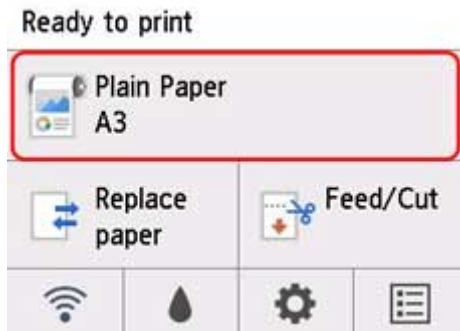 Ready to print
Plain Paper
A3
Replace
paper
Feed/Cut